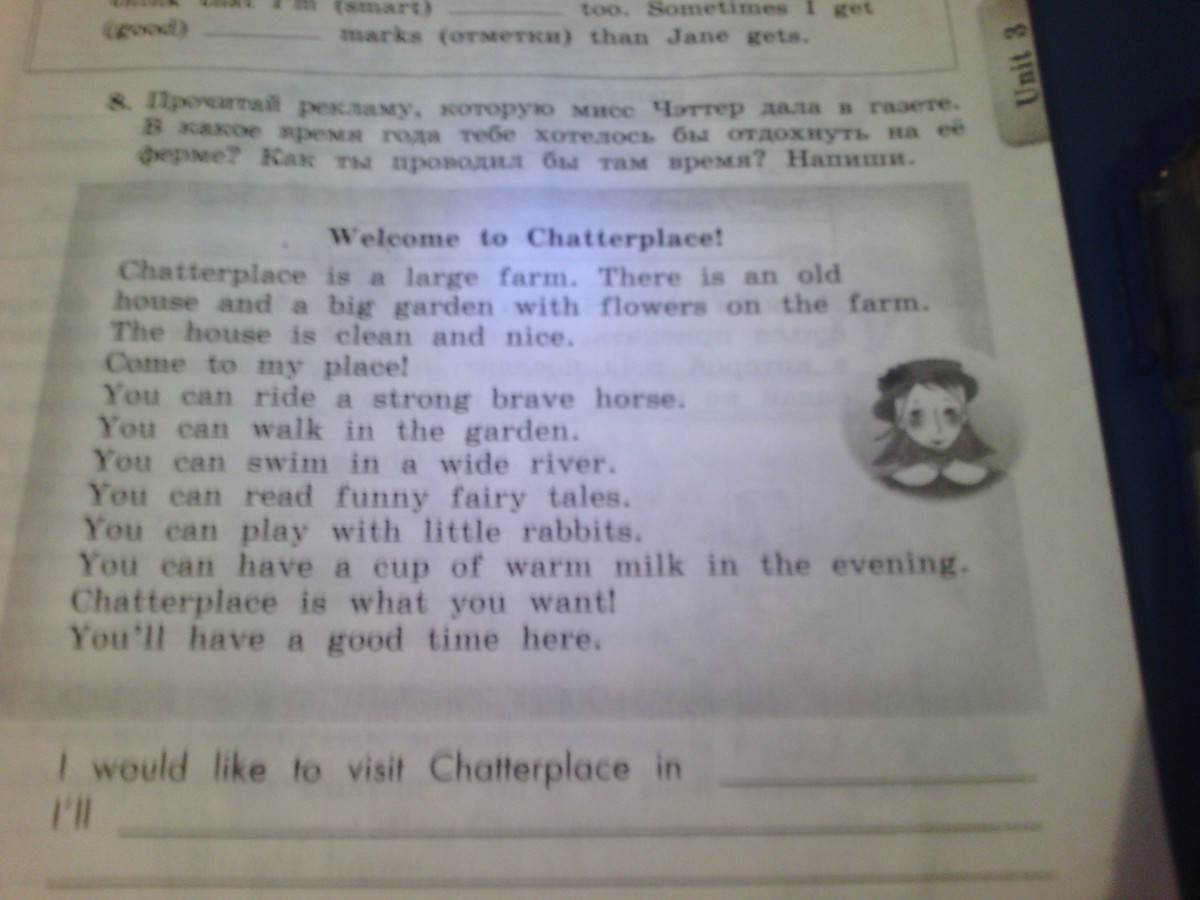 think that I'm (smart) ________ too. Sometimes I get
(good) ________ marks (отметки) than Jane gets.
Unit 3
8. Прочитай рекламу, которую мисс Чэттер дала в газете.
В какое время года тебе хотелось бы отдохнуть на её
ферме? Как ты проводил бы там время? Напиши.
Welcome to Chatterplace!
Chatterplace is a large farm. There is an old
house and a big garden with flowers on the farm.
The house is clean and nice.
Come to my place!
You can ride a strong brave horse.
You can walk in the garden.
You can swim in a wide river.
You can read funny fairy tales.
You can play with little rabbits.
You can have a cup of warm milk in the evening.
Chatterplace is what you want!
You'll have a good time here.
I would like to visit Chatterplace in ________
I'll ________